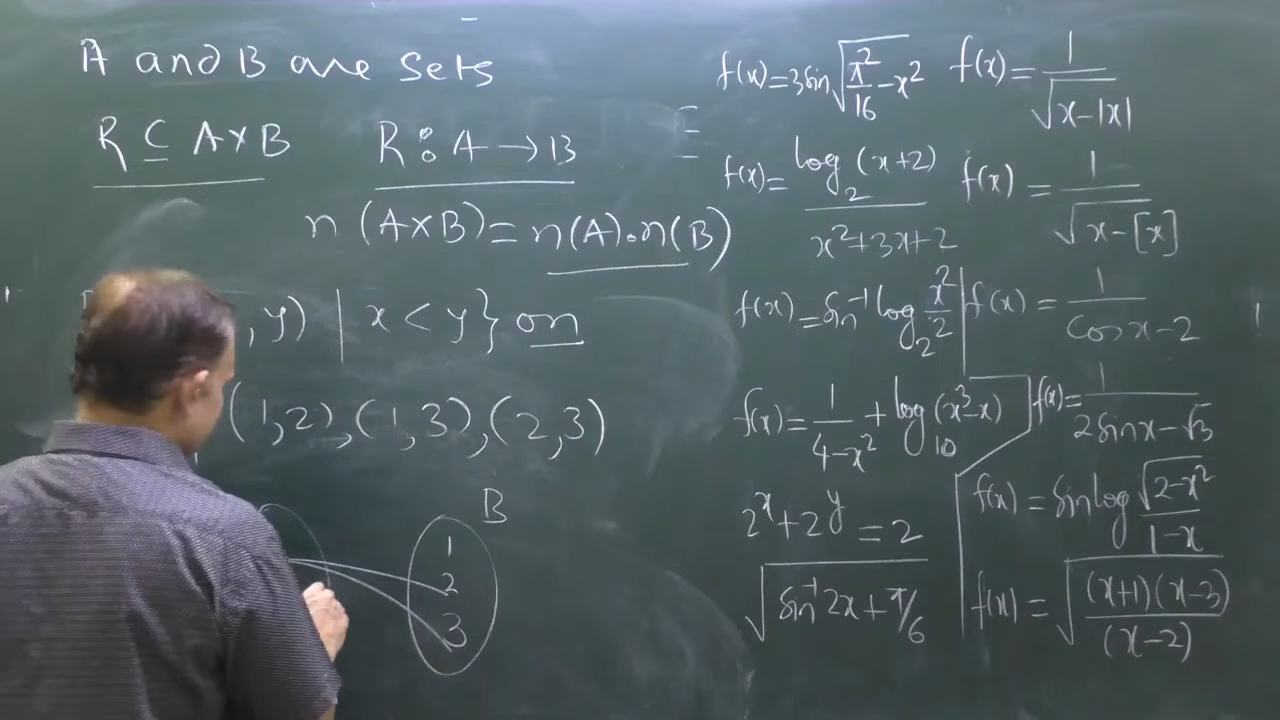 A and B are Sets
R ⊆ A×B    R : A → B
n (A×B) = n(A).n(B)
, y) | x < y} on
(1,2),(1,3),(2,3)
B
1
2
3
f(x)=3sin√(π²/16 - x²)    f(x) = 1/√(x-|x|)
f(x) = log₂(x+2)/(x²+3x+2)    f(x) = 1/√(x-[x])
f(x) = Sin⁻¹ log₂ x²/2    f(x) = 1/(Cos x - 2)
f(x) = 1/(4-x²) + log₁₀(x³-x)    f(x) = 1/(2Sinx-√3)
2ˣ + 2ʸ = 2    f(x) = Sin log √(2-x²)/(1-x)
√(Sin⁻¹ 2x + π/6)    f(x) = √((x+1)(x-3)/(x-2))